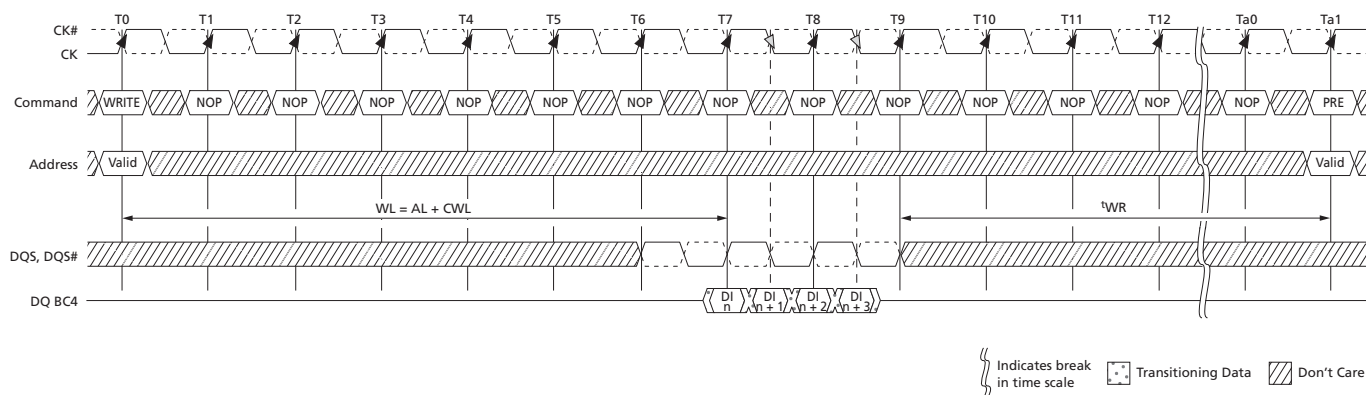 T0 T1 T2 T3 T4 T5 T6 T7 T8 T9 T10 T11 T12 Ta0 Ta1
CK#
CK
Command WRITE NOP NOP NOP NOP NOP NOP NOP NOP NOP NOP NOP NOP NOP PRE
Address Valid Valid
WL = AL + CWL tWR
DQS, DQS#
DQ BC4 DI n DI n + 1 DI n + 2 DI n + 3
Indicates break
in time scale Transitioning Data Don't Care